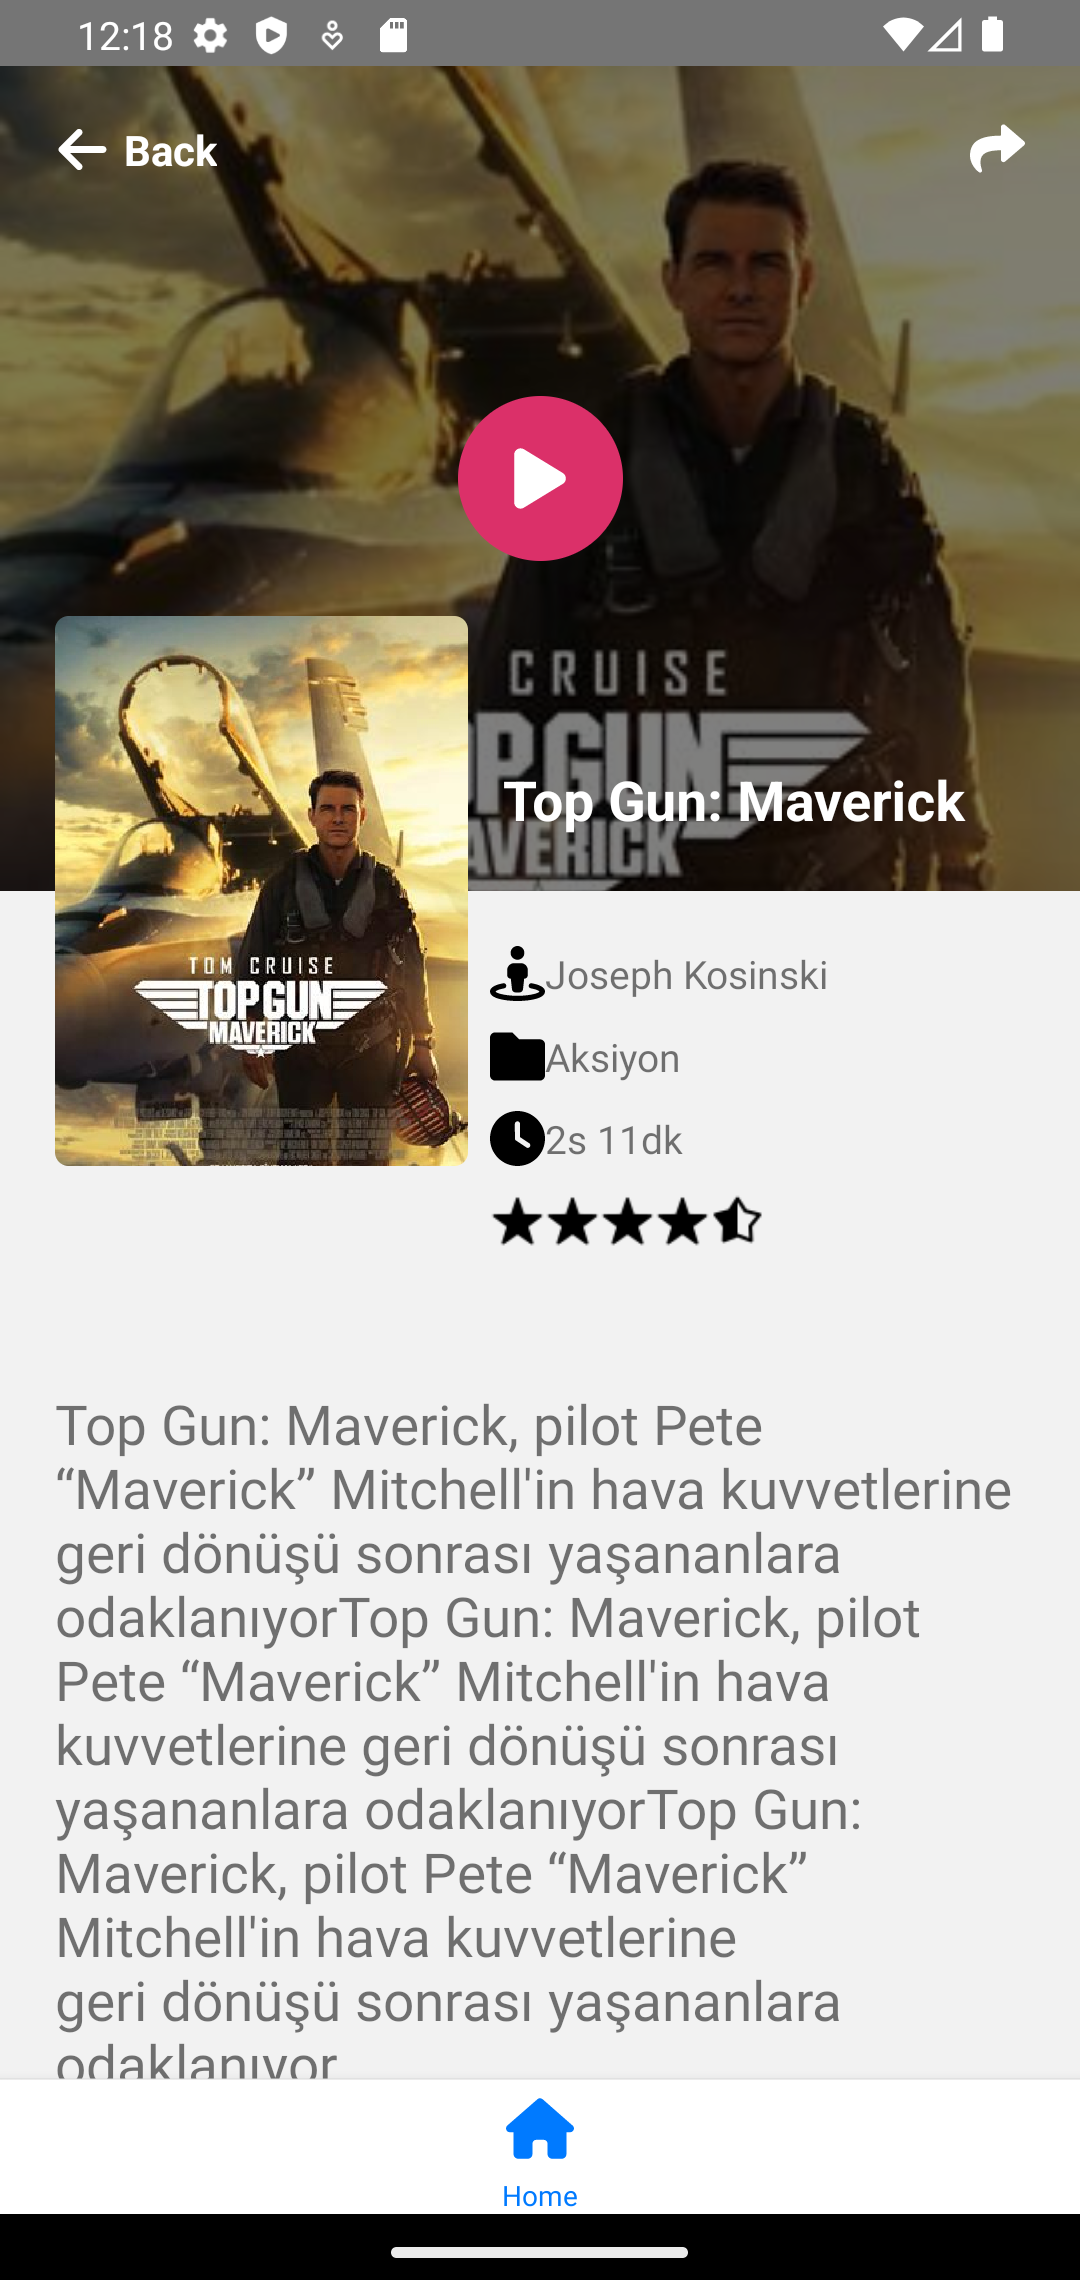 12:18
Back
CRUISE
TOP GUN
MAVERICK
Top Gun: Maverick
TOM CRUISE
TOP GUN
MAVERICK
Joseph Kosinski
Aksiyon
2s 11dk
Top Gun: Maverick, pilot Pete
“Maverick” Mitchell'in hava kuvvetlerine
geri dönüşü sonrası yaşananlara
odaklanıyorTop Gun: Maverick, pilot
Pete “Maverick” Mitchell'in hava
kuvvetlerine geri dönüşü sonrası
yaşananlara odaklanıyorTop Gun:
Maverick, pilot Pete “Maverick”
Mitchell'in hava kuvvetlerine
geri dönüşü sonrası yaşananlara
odaklanıyor
Home